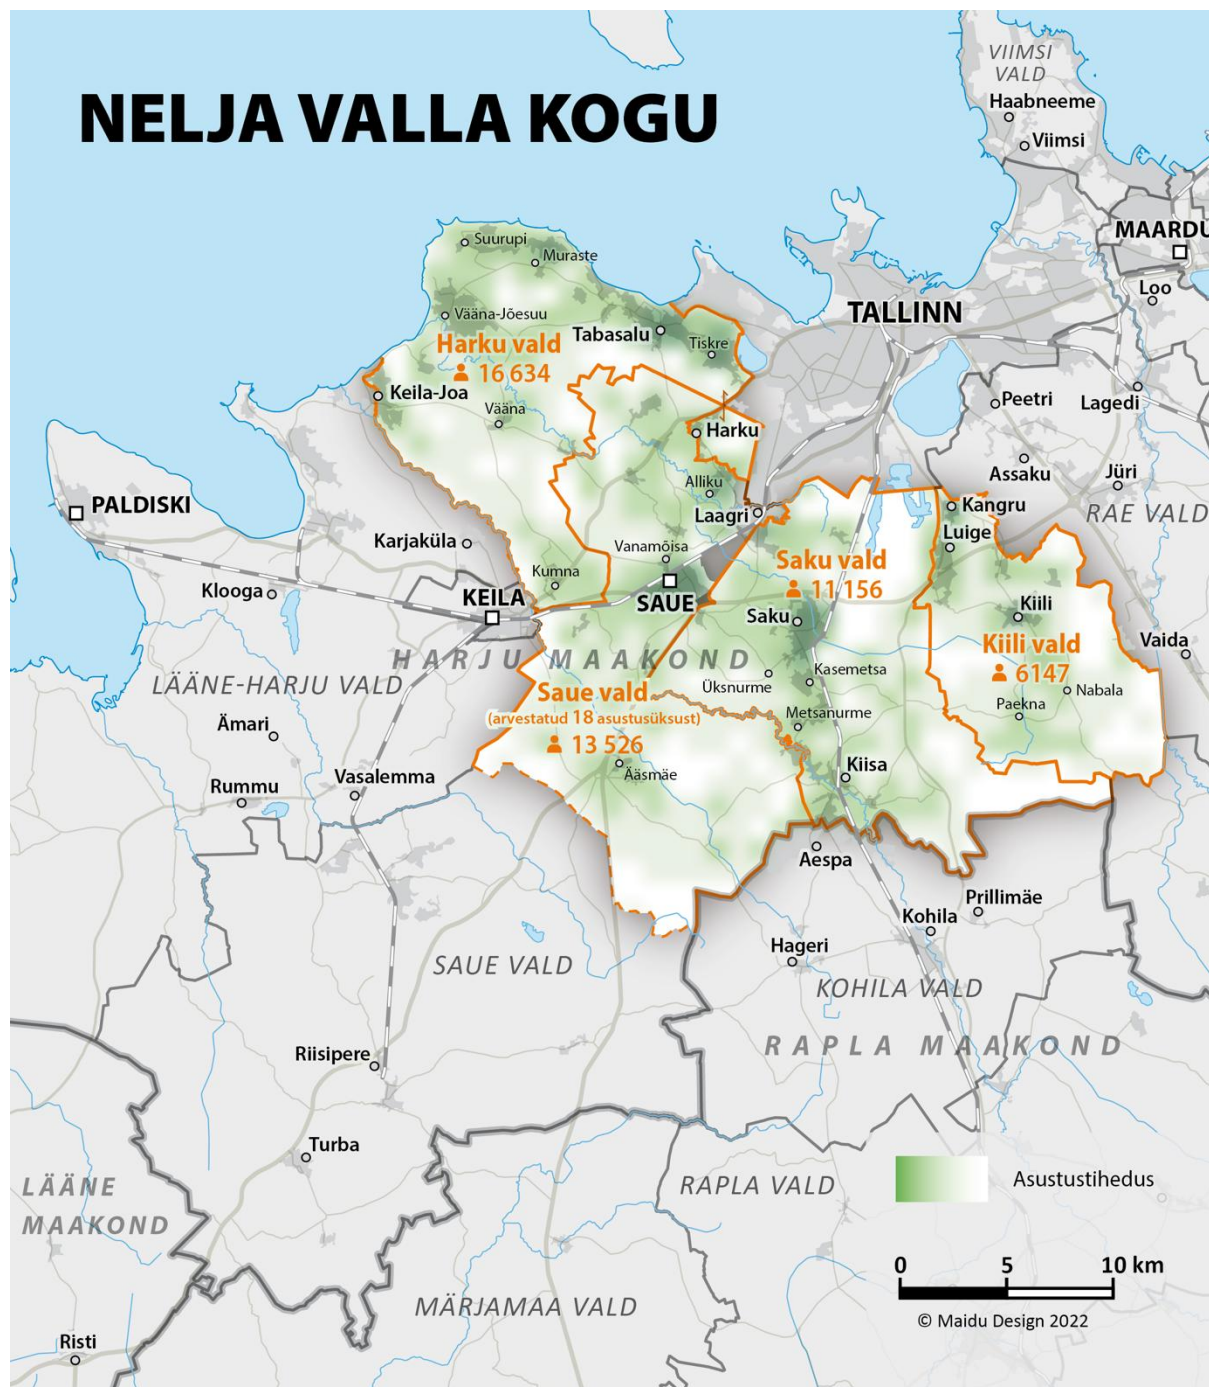 NELJA VALLA KOGU
VIIMSI
VALD
Haabneeme
Viimsi
MAARDU
Loo
Suurupi
Muraste
Vääna-Jõesuu
Tabasalu
Tiskre
TALLINN
Harku vald
16 634
Keila-Joa
Vääna
Harku
Peetri
Lagedi
Assaku
Jüri
Alliku
Laagri
PALDISKI
Kangru
RAE VALD
Luige
Karjaküla
Vanamõisa
Saku vald
11 156
Kumna
Klooga
KEILA
SAUE
Saku
Kiili
Kiili vald
6147
Vaida
HARJU MAAKOND
LÄÄNE-HARJU VALD
Üksnurme
Kasemetsa
Nabala
Paekna
Saue vald
(arvestatud 18 asustusüksust)
13 526
Metsanurme
Ämari
Ääsmäe
Kiisa
Rummu
Vasalemma
Aespa
Prillimäe
Kohila
Hageri
SAUE VALD
KOHILA VALD
RAPLA MAAKOND
Riisipere
Turba
LÄÄNE
MAAKOND
RAPLA VALD
Asustustihedus
0 5 10 km
© Maidu Design 2022
MÄRJAMAA VALD
Risti